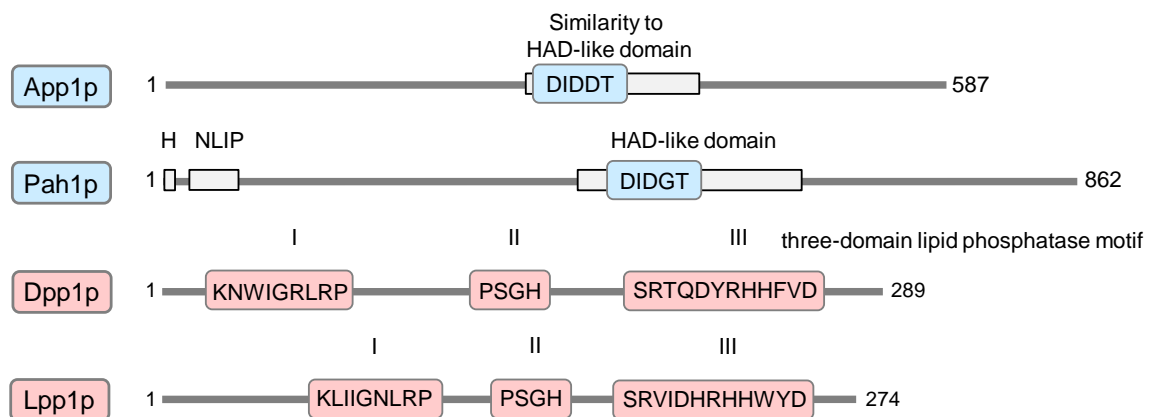 Similarity to
HAD-like domain
App1p 1 DIDDT 587
H NLIP HAD-like domain
Pah1p 1 DIDGT 862
I II III three-domain lipid phosphatase motif
Dpp1p 1 KNWIGRLRP PSGH SRTQDYRHHFVD 289
I II III
Lpp1p 1 KLIIGNLRP PSGH SRVIDHRHHWYD 274